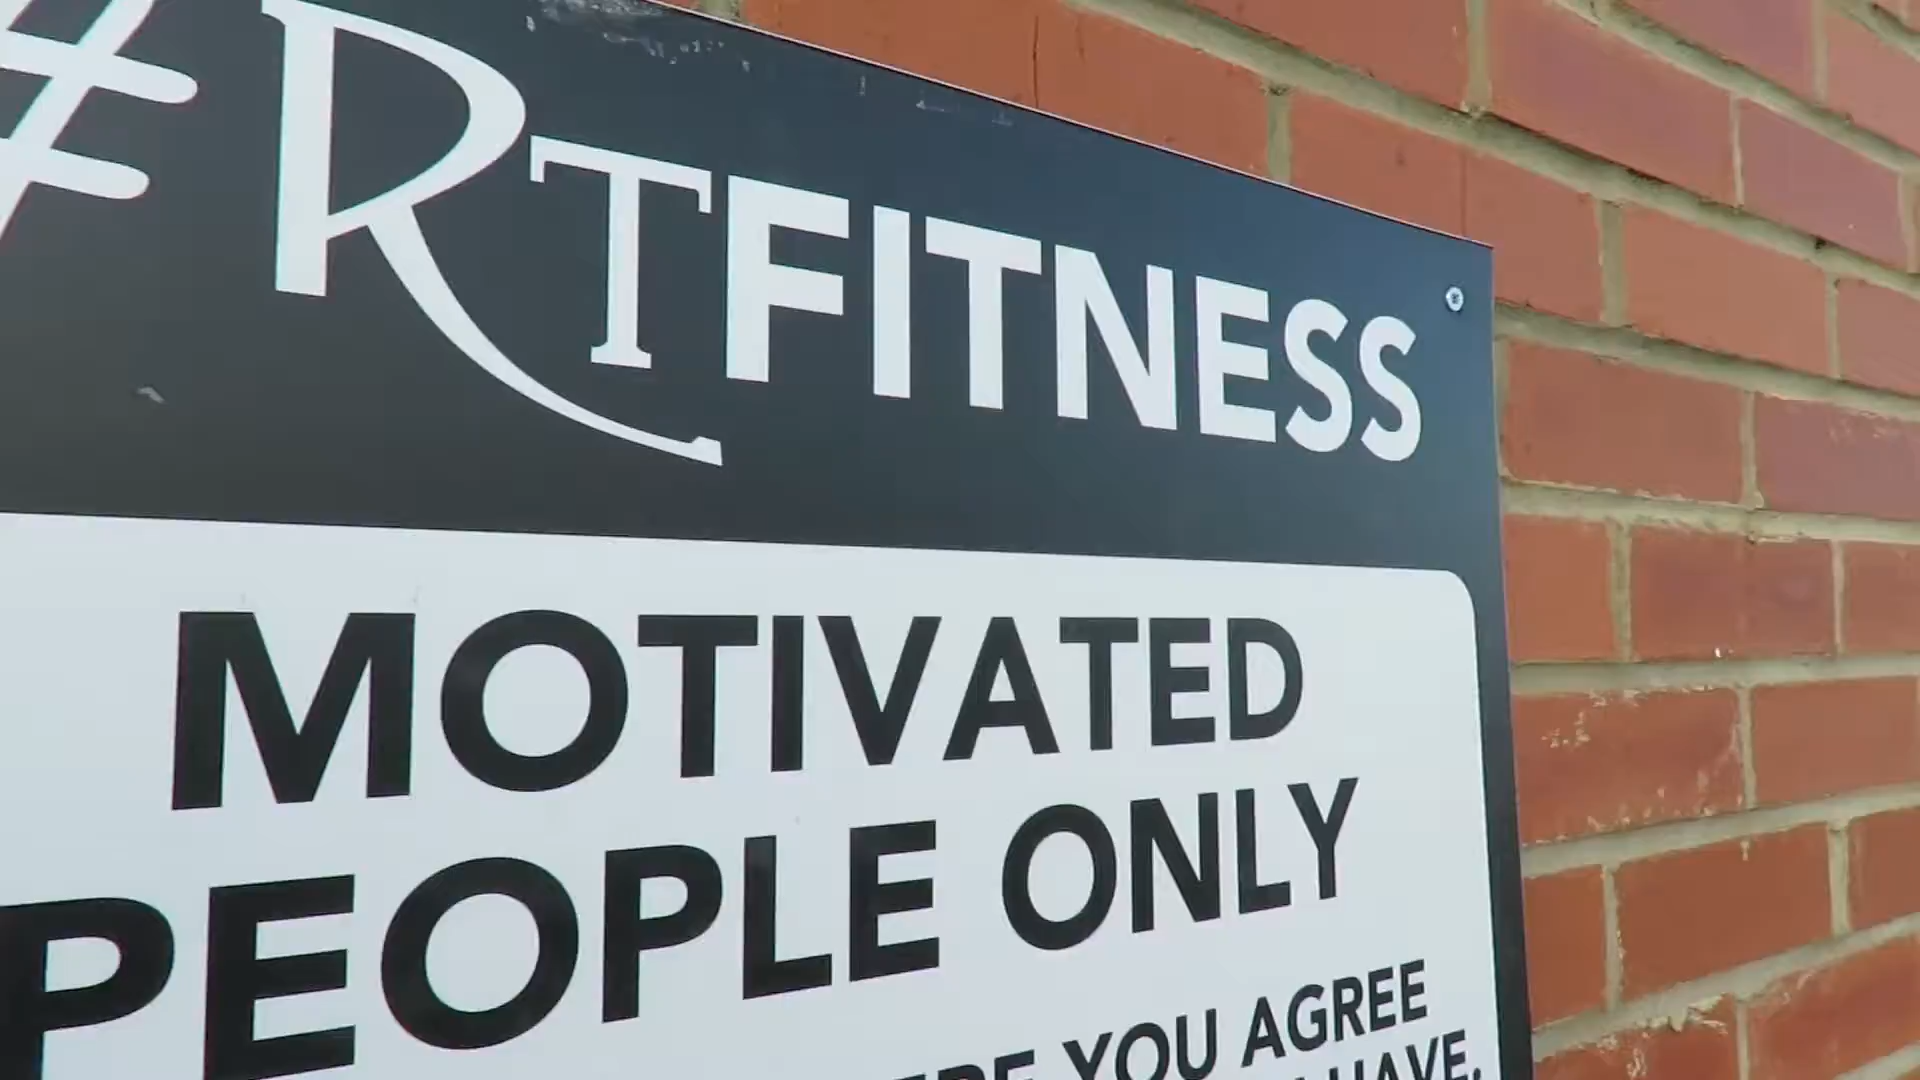 #RTFITNESS
MOTIVATED
PEOPLE ONLY
YOU AGREE
HAVE.